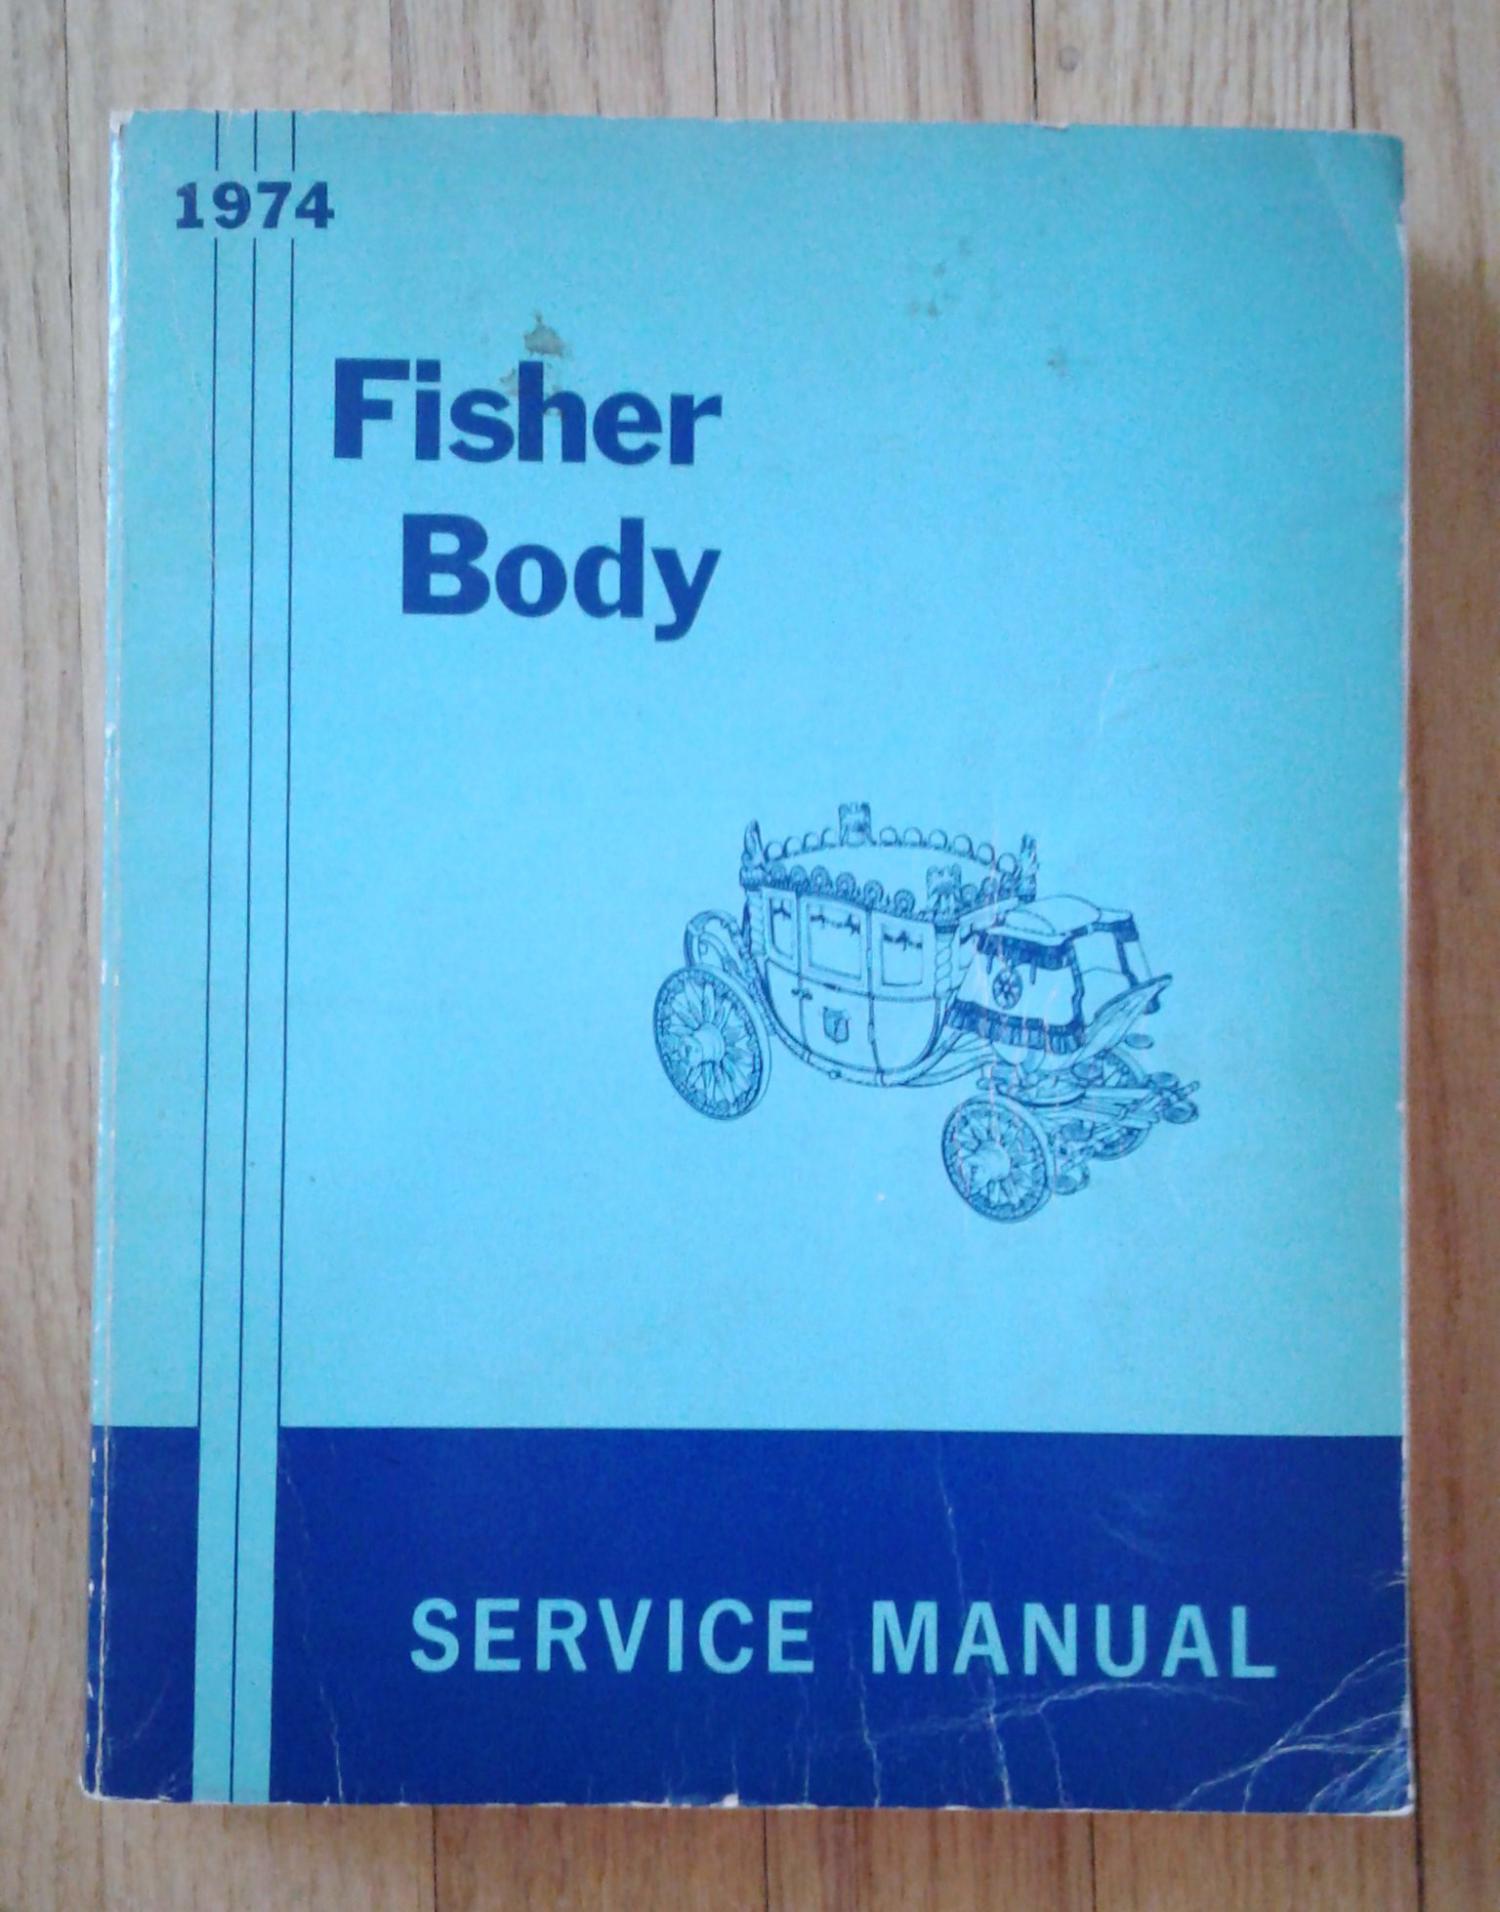 1974
Fisher
Body
SERVICE MANUAL